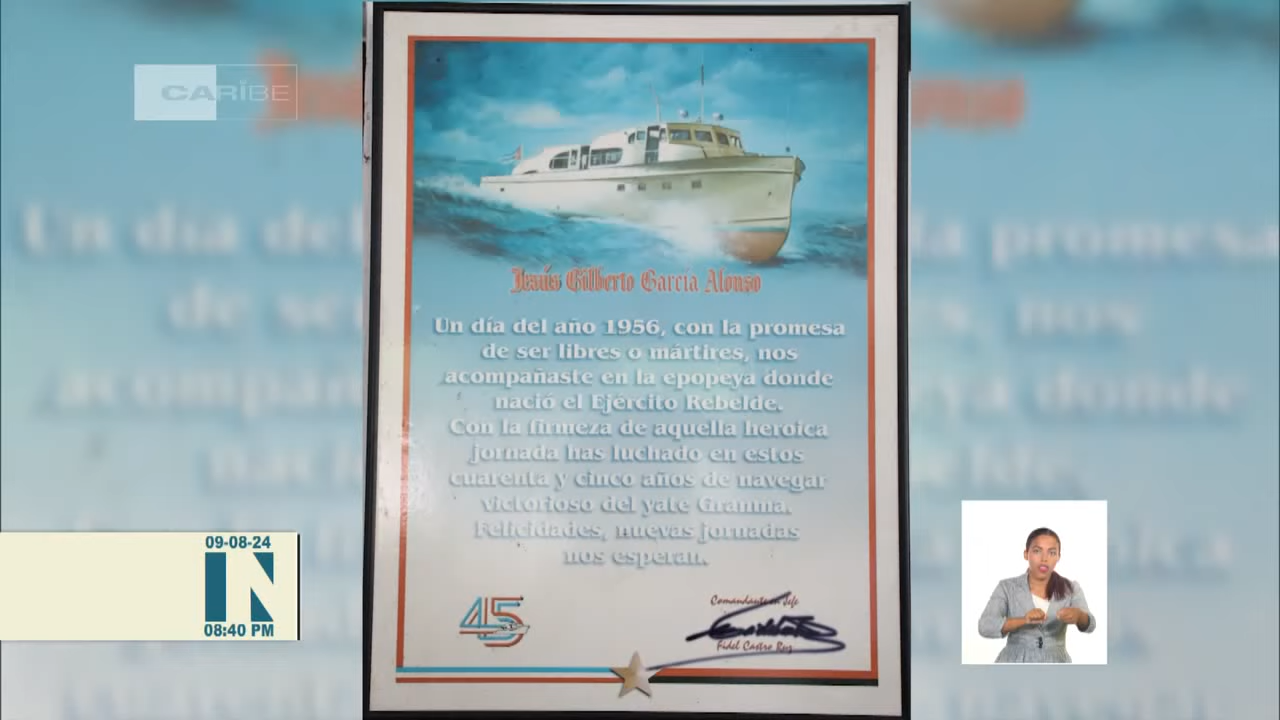 CARIBE
Jesús Gilberto García Alonso
Un día del año 1956, con la promesa
de ser libres o mártires, nos
acompañaste en la epopeya donde
nació el Ejército Rebelde.
Con la firmeza de aquella heroica
jornada has luchado en estos
cuarenta y cinco años de navegar
victorioso del yate Granma.
Felicidades, nuevas jornadas
nos esperan.
45
Comandante en Jefe
Fidel Castro Ruz
09-08-24
N
08:40 PM